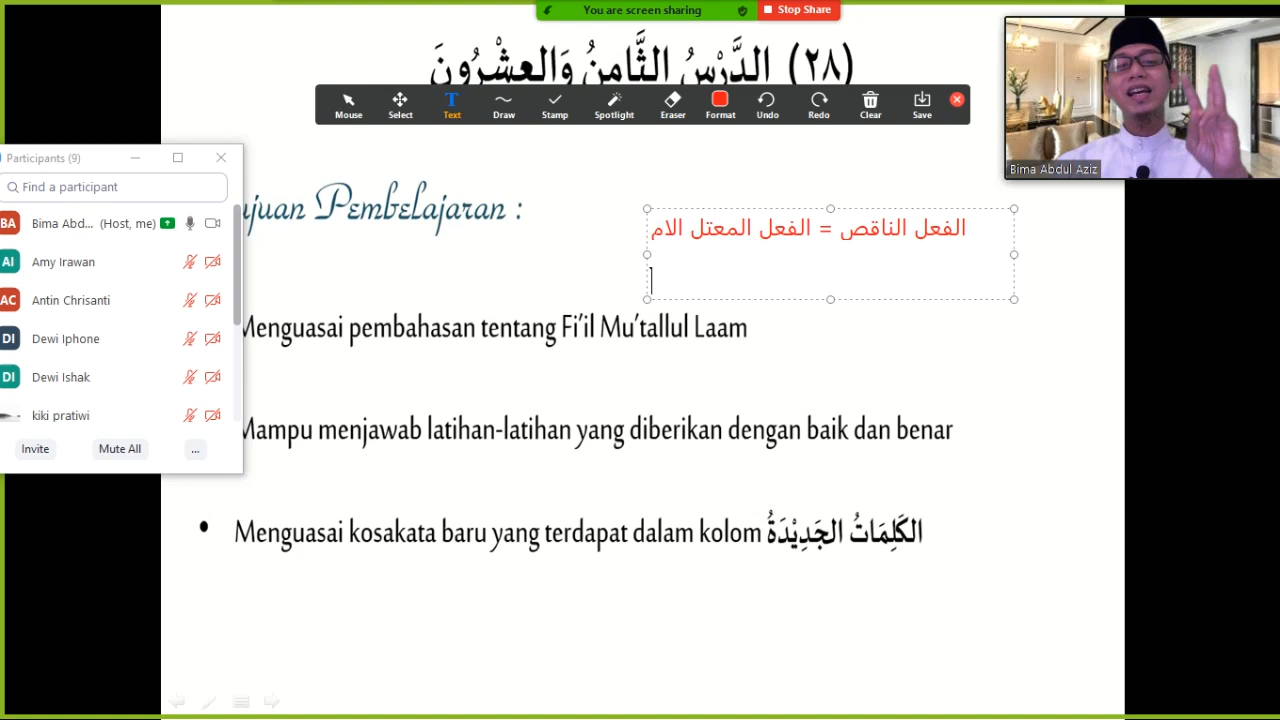 You are screen sharing
Stop Share
(٢٨) الدَّرْسُ الثَّامِنُ وَالعِشْرُونَ
Mouse Select Text Draw Stamp Spotlight Eraser Format Undo Redo Clear Save
Bima Abdul Aziz
Participants (9)
Find a participant
BA Bima Abd... (Host, me)
AI Amy Irawan
AC Antin Chrisanti
DI Dewi Iphone
DI Dewi Ishak
kiki pratiwi
Invite Mute All ...
ujuan Pembelajaran :
الفعل الناقص = الفعل المعتل الام
Menguasai pembahasan tentang Fi'il Mu'tallul Laam
Mampu menjawab latihan-latihan yang diberikan dengan baik dan benar
• Menguasai kosakata baru yang terdapat dalam kolom الكَلِمَاتُ الجَدِيْدَةُ